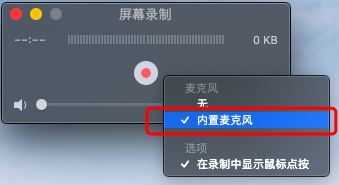 屏幕录制
--:--
0 KB
麦克风
无
内置麦克风
选项
在录制中显示鼠标点按